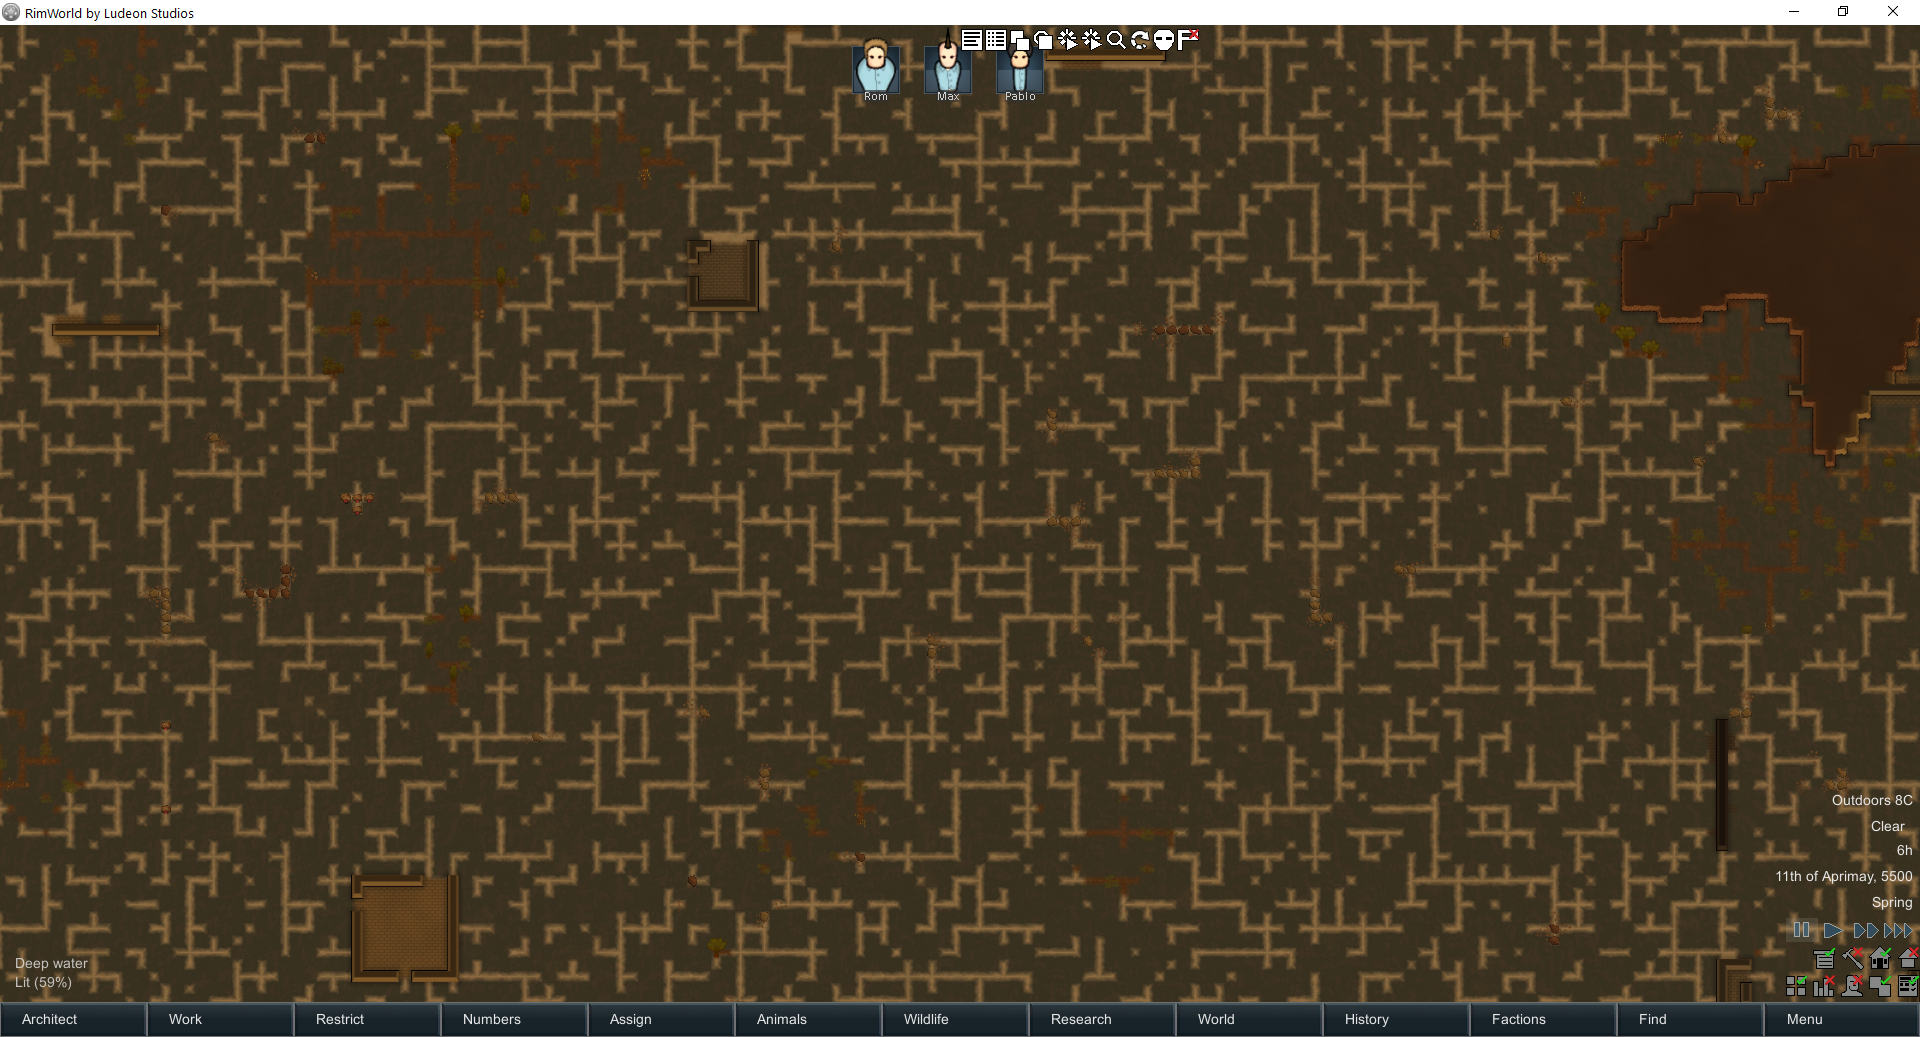 RimWorld by Ludeon Studios
Rom
Max
Pablo
Outdoors 8C
Clear
6h
11th of Aprimay, 5500
Spring
Deep water
Lit (59%)
Architect
Work
Restrict
Numbers
Assign
Animals
Wildlife
Research
World
History
Factions
Find
Menu